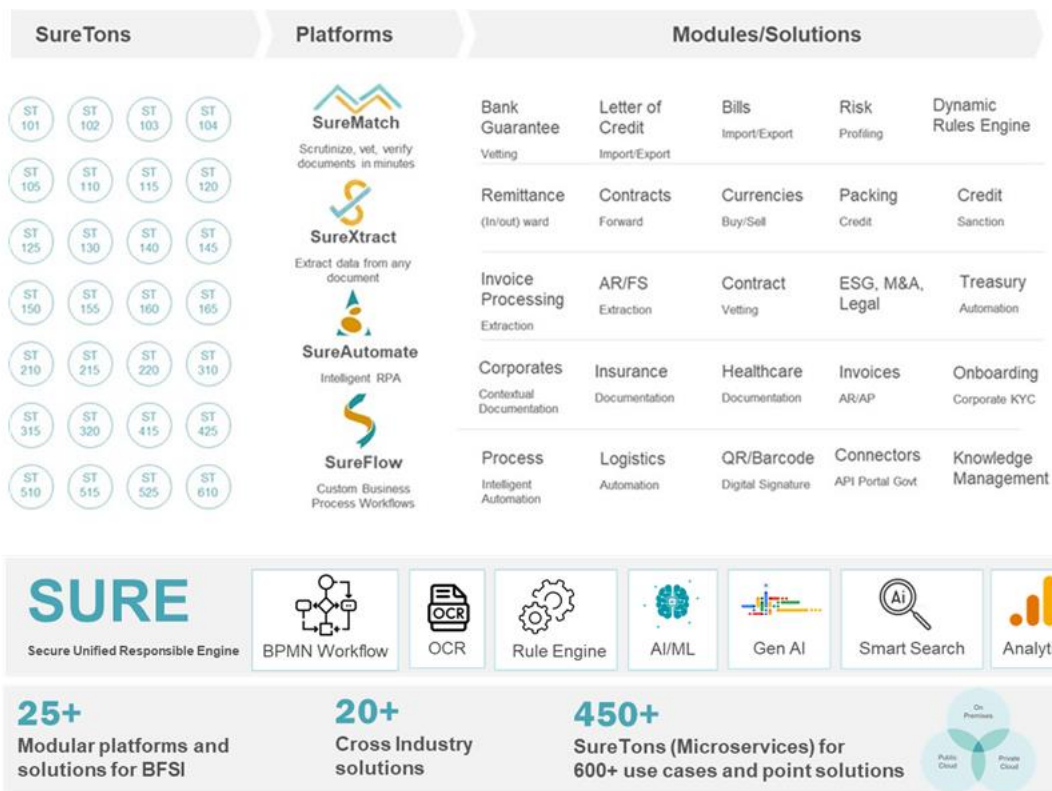 SureTons
Platforms
Modules/Solutions
ST
101
ST
102
ST
103
ST
104
ST
105
ST
110
ST
115
ST
120
ST
125
ST
130
ST
140
ST
145
ST
150
ST
155
ST
160
ST
165
ST
210
ST
215
ST
220
ST
310
ST
315
ST
320
ST
415
ST
425
ST
510
ST
515
ST
525
ST
610
SureMatch
Scrutinize, vet, verify
documents in minutes
SureXtract
Extract data from any
document
SureAutomate
Intelligent RPA
SureFlow
Custom Business
Process Workflows
Bank
Guarantee
Vetting
Letter of
Credit
Import/Export
Bills
Import/Export
Risk
Profiling
Dynamic
Rules Engine
Remittance
(In/out) ward
Contracts
Forward
Currencies
Buy/Sell
Packing
Credit
Credit
Sanction
Invoice
Processing
Extraction
AR/FS
Extraction
Contract
Vetting
ESG, M&A,
Legal
Treasury
Automation
Corporates
Contextual
Documentation
Insurance
Documentation
Healthcare
Documentation
Invoices
AR/AP
Onboarding
Corporate KYC
Process
Intelligent
Automation
Logistics
Automation
QR/Barcode
Digital Signature
Connectors
API Portal Govt
Knowledge
Management
SURE
Secure Unified Responsible Engine
BPMN Workflow
OCR
OCR
Rule Engine
AI/ML
Gen AI
Ai
Smart Search
Analyt
25+
Modular platforms and
solutions for BFSI
20+
Cross Industry
solutions
450+
SureTons (Microservices) for
600+ use cases and point solutions
On
Premises
Public
Cloud
Private
Cloud